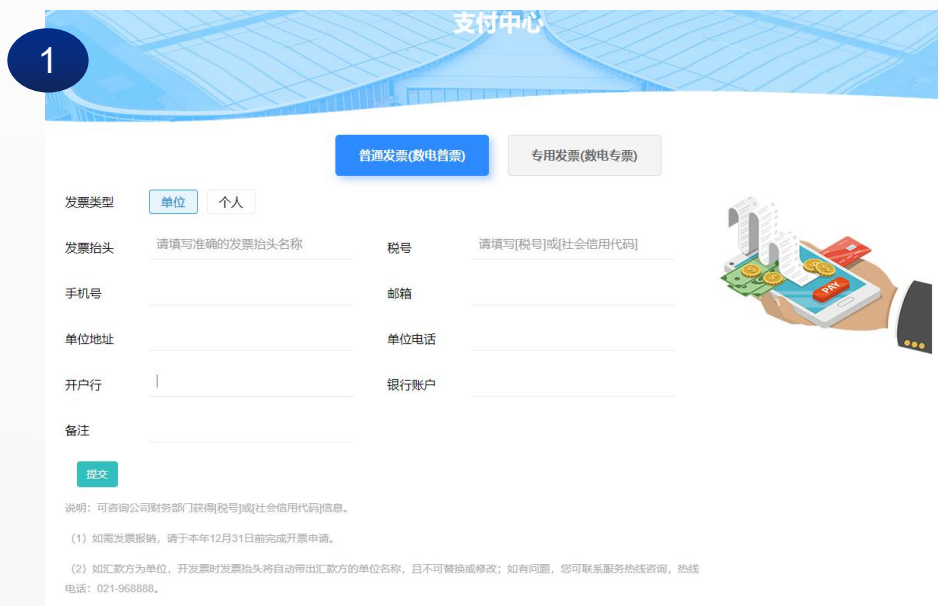 1
支付中心
普通发票(数电普票) 专用发票(数电专票)
发票类型 单位 个人
发票抬头 请填写准确的发票抬头名称 税号 请填写[税号]或[社会信用代码]
手机号 邮箱
单位地址 单位电话
开户行 银行账户
备注
PAY
提交
说明：可咨询公司财务部门获得[税号]或[社会信用代码]信息。
（1）如需发票报销，请于本年12月31日前完成开票申请。
（2）如汇款方为单位，开发票时发票抬头将自动带出汇款方的单位名称，且不可替换或修改；如有问题，您可联系服务热线咨询，热线
电话：021-968888。